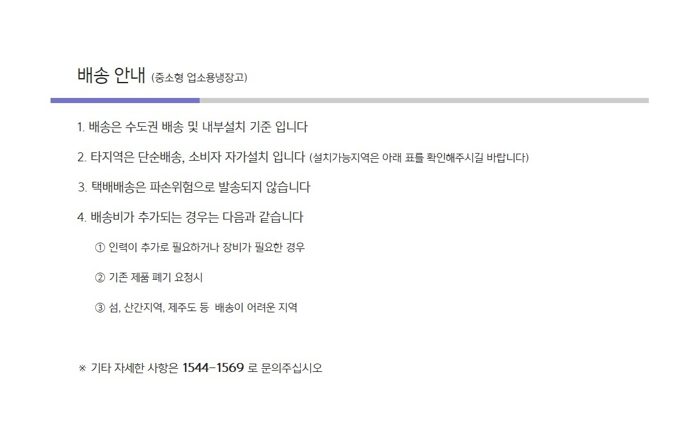 배송 안내 (중소형 업소용냉장고)
1. 배송은 수도권 배송 및 내부설치 기준 입니다
2. 타지역은 단순배송, 소비자 자가설치 입니다 (설치가능지역은 아래 표를 확인해주시길 바랍니다)
3. 택배배송은 파손위험으로 발송되지 않습니다
4. 배송비가 추가되는 경우는 다음과 같습니다
① 인력이 추가로 필요하거나 장비가 필요한 경우
② 기존 제품 폐기 요청시
③ 섬, 산간지역, 제주도 등 배송이 어려운 지역
※ 기타 자세한 사항은 1544-1569 로 문의주십시오